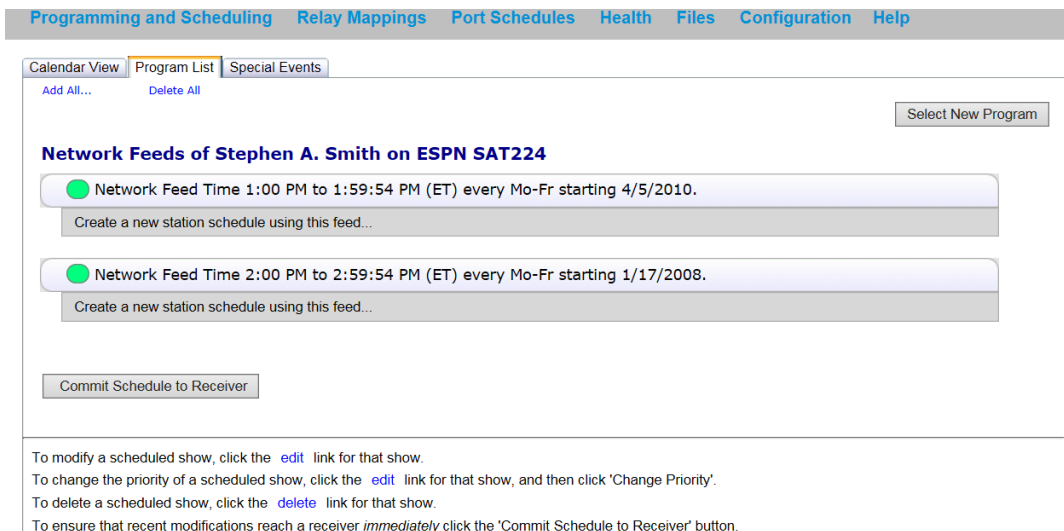 Programming and Scheduling Relay Mappings Port Schedules Health Files Configuration Help
Calendar View Program List Special Events
Add All... Delete All
Select New Program
Network Feeds of Stephen A. Smith on ESPN SAT224
Network Feed Time 1:00 PM to 1:59:54 PM (ET) every Mo-Fr starting 4/5/2010.
Create a new station schedule using this feed...
Network Feed Time 2:00 PM to 2:59:54 PM (ET) every Mo-Fr starting 1/17/2008.
Create a new station schedule using this feed...
Commit Schedule to Receiver
To modify a scheduled show, click the edit link for that show.
To change the priority of a scheduled show, click the edit link for that show, and then click 'Change Priority'.
To delete a scheduled show, click the delete link for that show.
To ensure that recent modifications reach a receiver immediately click the 'Commit Schedule to Receiver' button.